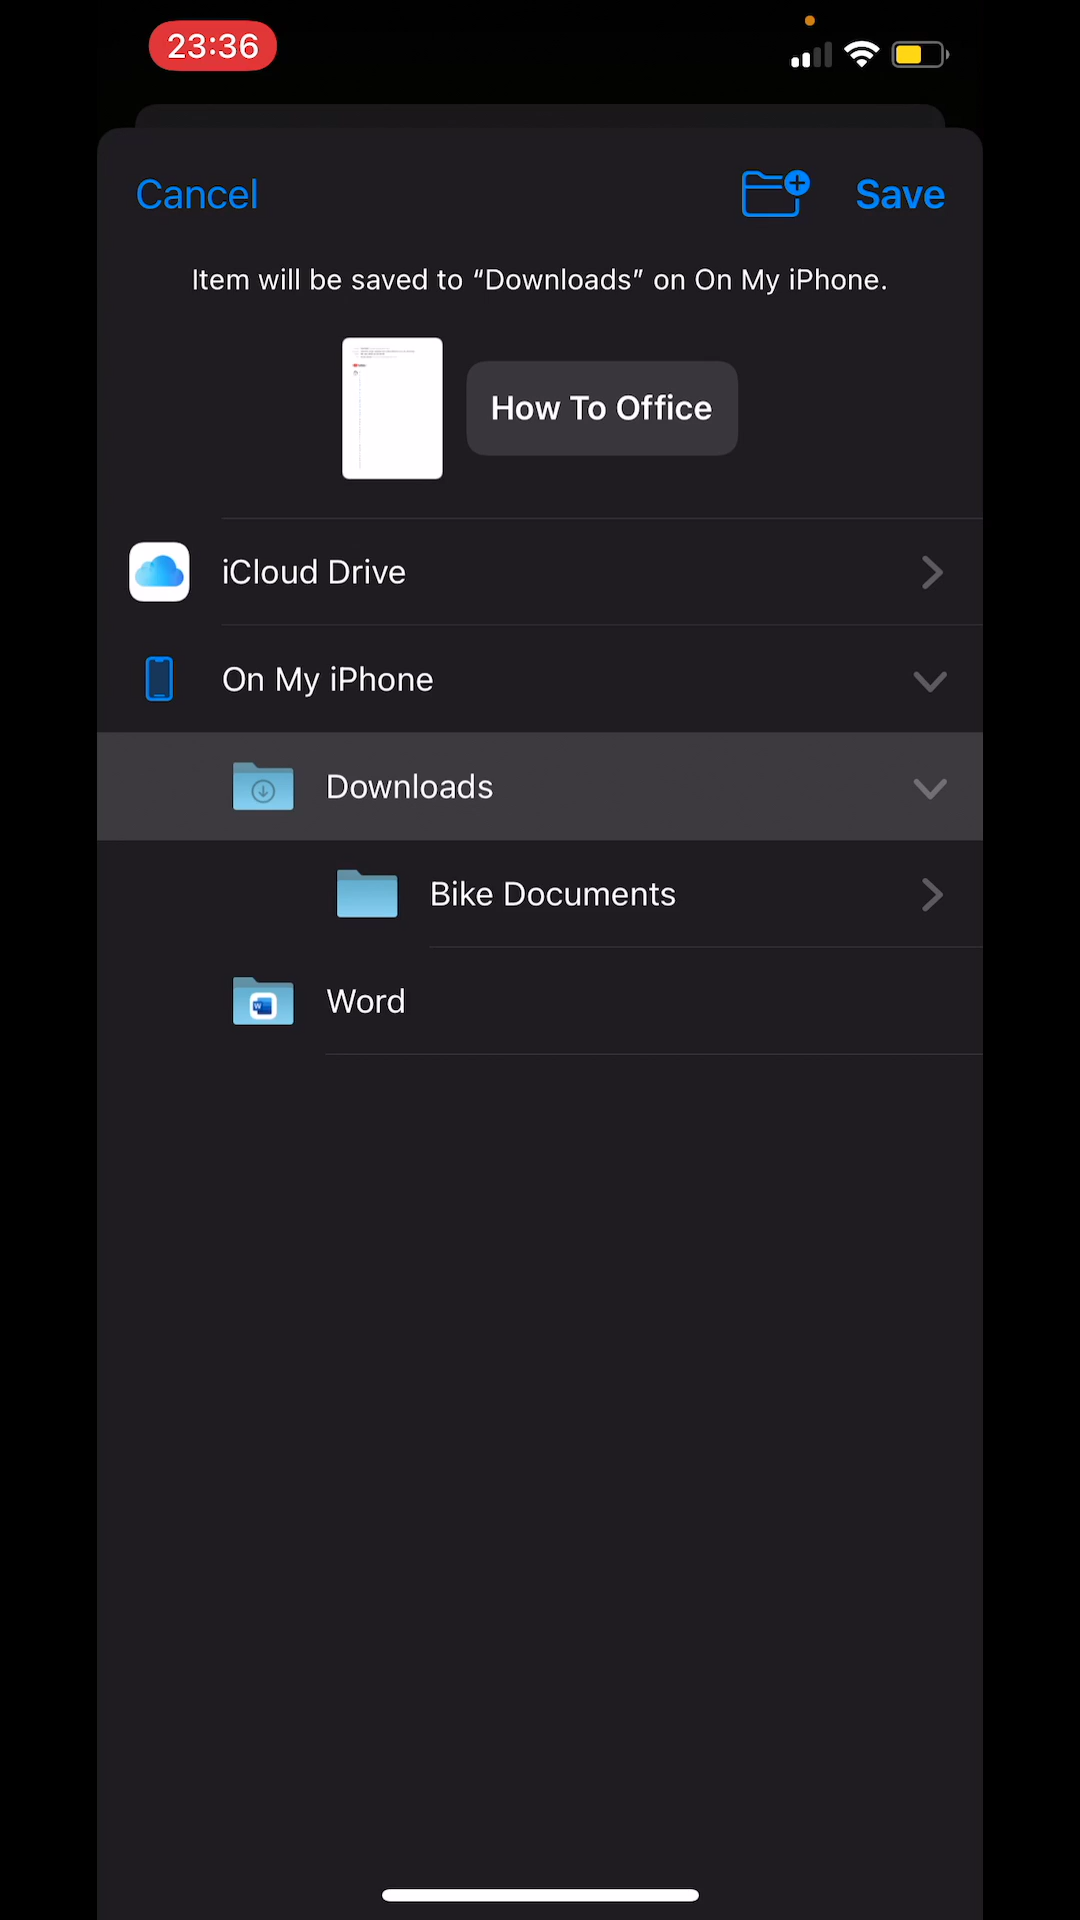 23:36
Cancel
Save
Item will be saved to “Downloads” on On My iPhone.
How To Office
iCloud Drive
On My iPhone
Downloads
Bike Documents
Word